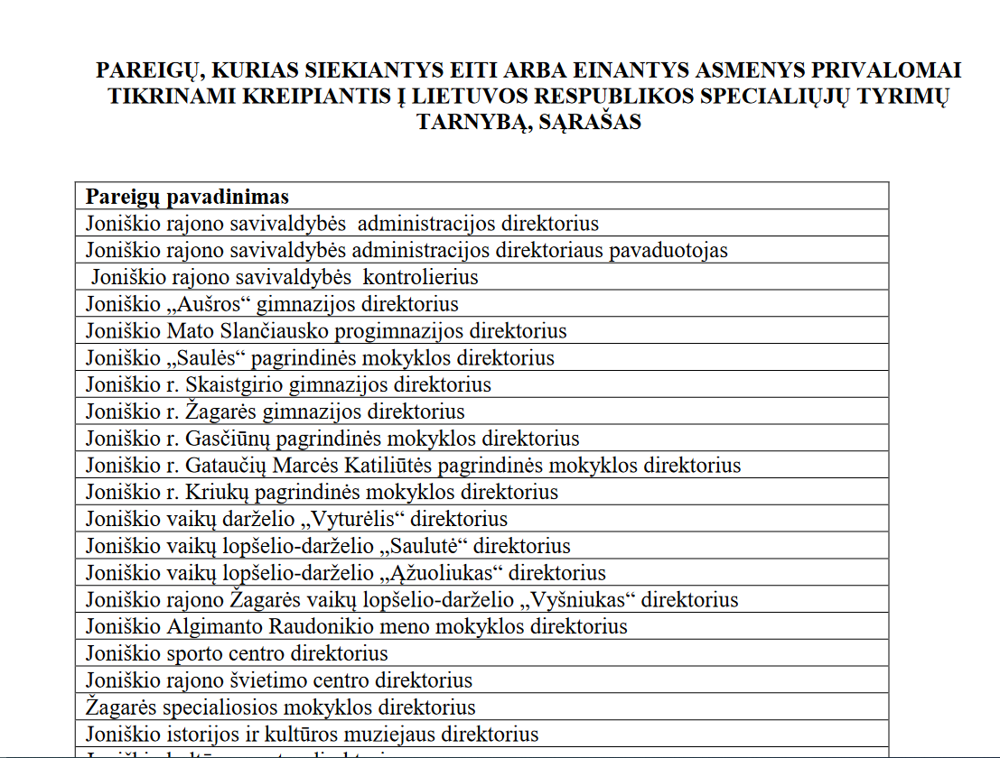 PAREIGŲ, KURIAS SIEKIANTYS EITI ARBA EINANTYS ASMENYS PRIVALOMAI
TIKRINAMI KREIPIANTIS Į LIETUVOS RESPUBLIKOS SPECIALIŲJŲ TYRIMŲ
TARNYBĄ, SĄRAŠAS
Pareigų pavadinimas
Joniškio rajono savivaldybės  administracijos direktorius
Joniškio rajono savivaldybės administracijos direktoriaus pavaduotojas
Joniškio rajono savivaldybės  kontrolierius
Joniškio „Aušros“ gimnazijos direktorius
Joniškio Mato Slančiausko progimnazijos direktorius
Joniškio „Saulės“ pagrindinės mokyklos direktorius
Joniškio r. Skaistgirio gimnazijos direktorius
Joniškio r. Žagarės gimnazijos direktorius
Joniškio r. Gasčiūnų pagrindinės mokyklos direktorius
Joniškio r. Gataučių Marcės Katiliūtės pagrindinės mokyklos direktorius
Joniškio r. Kriukų pagrindinės mokyklos direktorius
Joniškio vaikų darželio „Vyturėlis“ direktorius
Joniškio vaikų lopšelio-darželio „Saulutė“ direktorius
Joniškio vaikų lopšelio-darželio „Ąžuoliukas“ direktorius
Joniškio rajono Žagarės vaikų lopšelio-darželio „Vyšniukas“ direktorius
Joniškio Algimanto Raudonikio meno mokyklos direktorius
Joniškio sporto centro direktorius
Joniškio rajono švietimo centro direktorius
Žagarės specialiosios mokyklos direktorius
Joniškio istorijos ir kultūros muziejaus direktorius